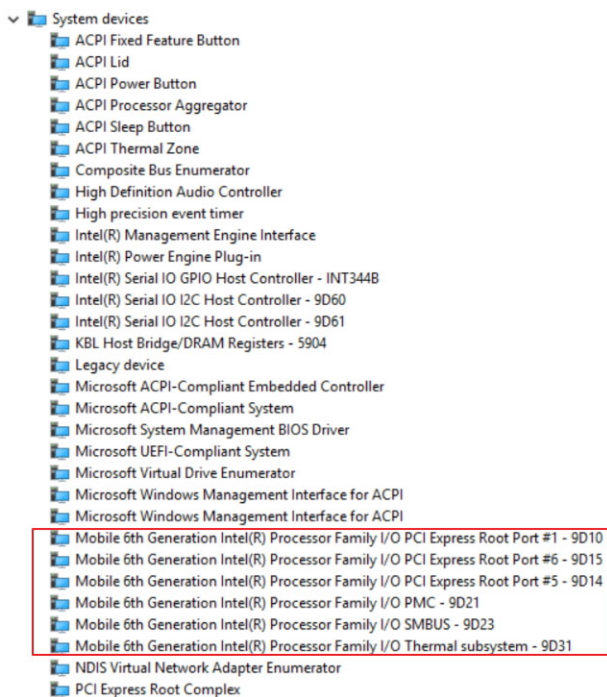 System devices
ACPI Fixed Feature Button
ACPI Lid
ACPI Power Button
ACPI Processor Aggregator
ACPI Sleep Button
ACPI Thermal Zone
Composite Bus Enumerator
High Definition Audio Controller
High precision event timer
Intel(R) Management Engine Interface
Intel(R) Power Engine Plug-in
Intel(R) Serial IO GPIO Host Controller - INT344B
Intel(R) Serial IO I2C Host Controller - 9D60
Intel(R) Serial IO I2C Host Controller - 9D61
KBL Host Bridge/DRAM Registers - 5904
Legacy device
Microsoft ACPI-Compliant Embedded Controller
Microsoft ACPI-Compliant System
Microsoft System Management BIOS Driver
Microsoft UEFI-Compliant System
Microsoft Virtual Drive Enumerator
Microsoft Windows Management Interface for ACPI
Microsoft Windows Management Interface for ACPI
Mobile 6th Generation Intel(R) Processor Family I/O PCI Express Root Port #1 - 9D10
Mobile 6th Generation Intel(R) Processor Family I/O PCI Express Root Port #6 - 9D15
Mobile 6th Generation Intel(R) Processor Family I/O PCI Express Root Port #5 - 9D14
Mobile 6th Generation Intel(R) Processor Family I/O PMC - 9D21
Mobile 6th Generation Intel(R) Processor Family I/O SMBUS - 9D23
Mobile 6th Generation Intel(R) Processor Family I/O Thermal subsystem - 9D31
NDIS Virtual Network Adapter Enumerator
PCI Express Root Complex